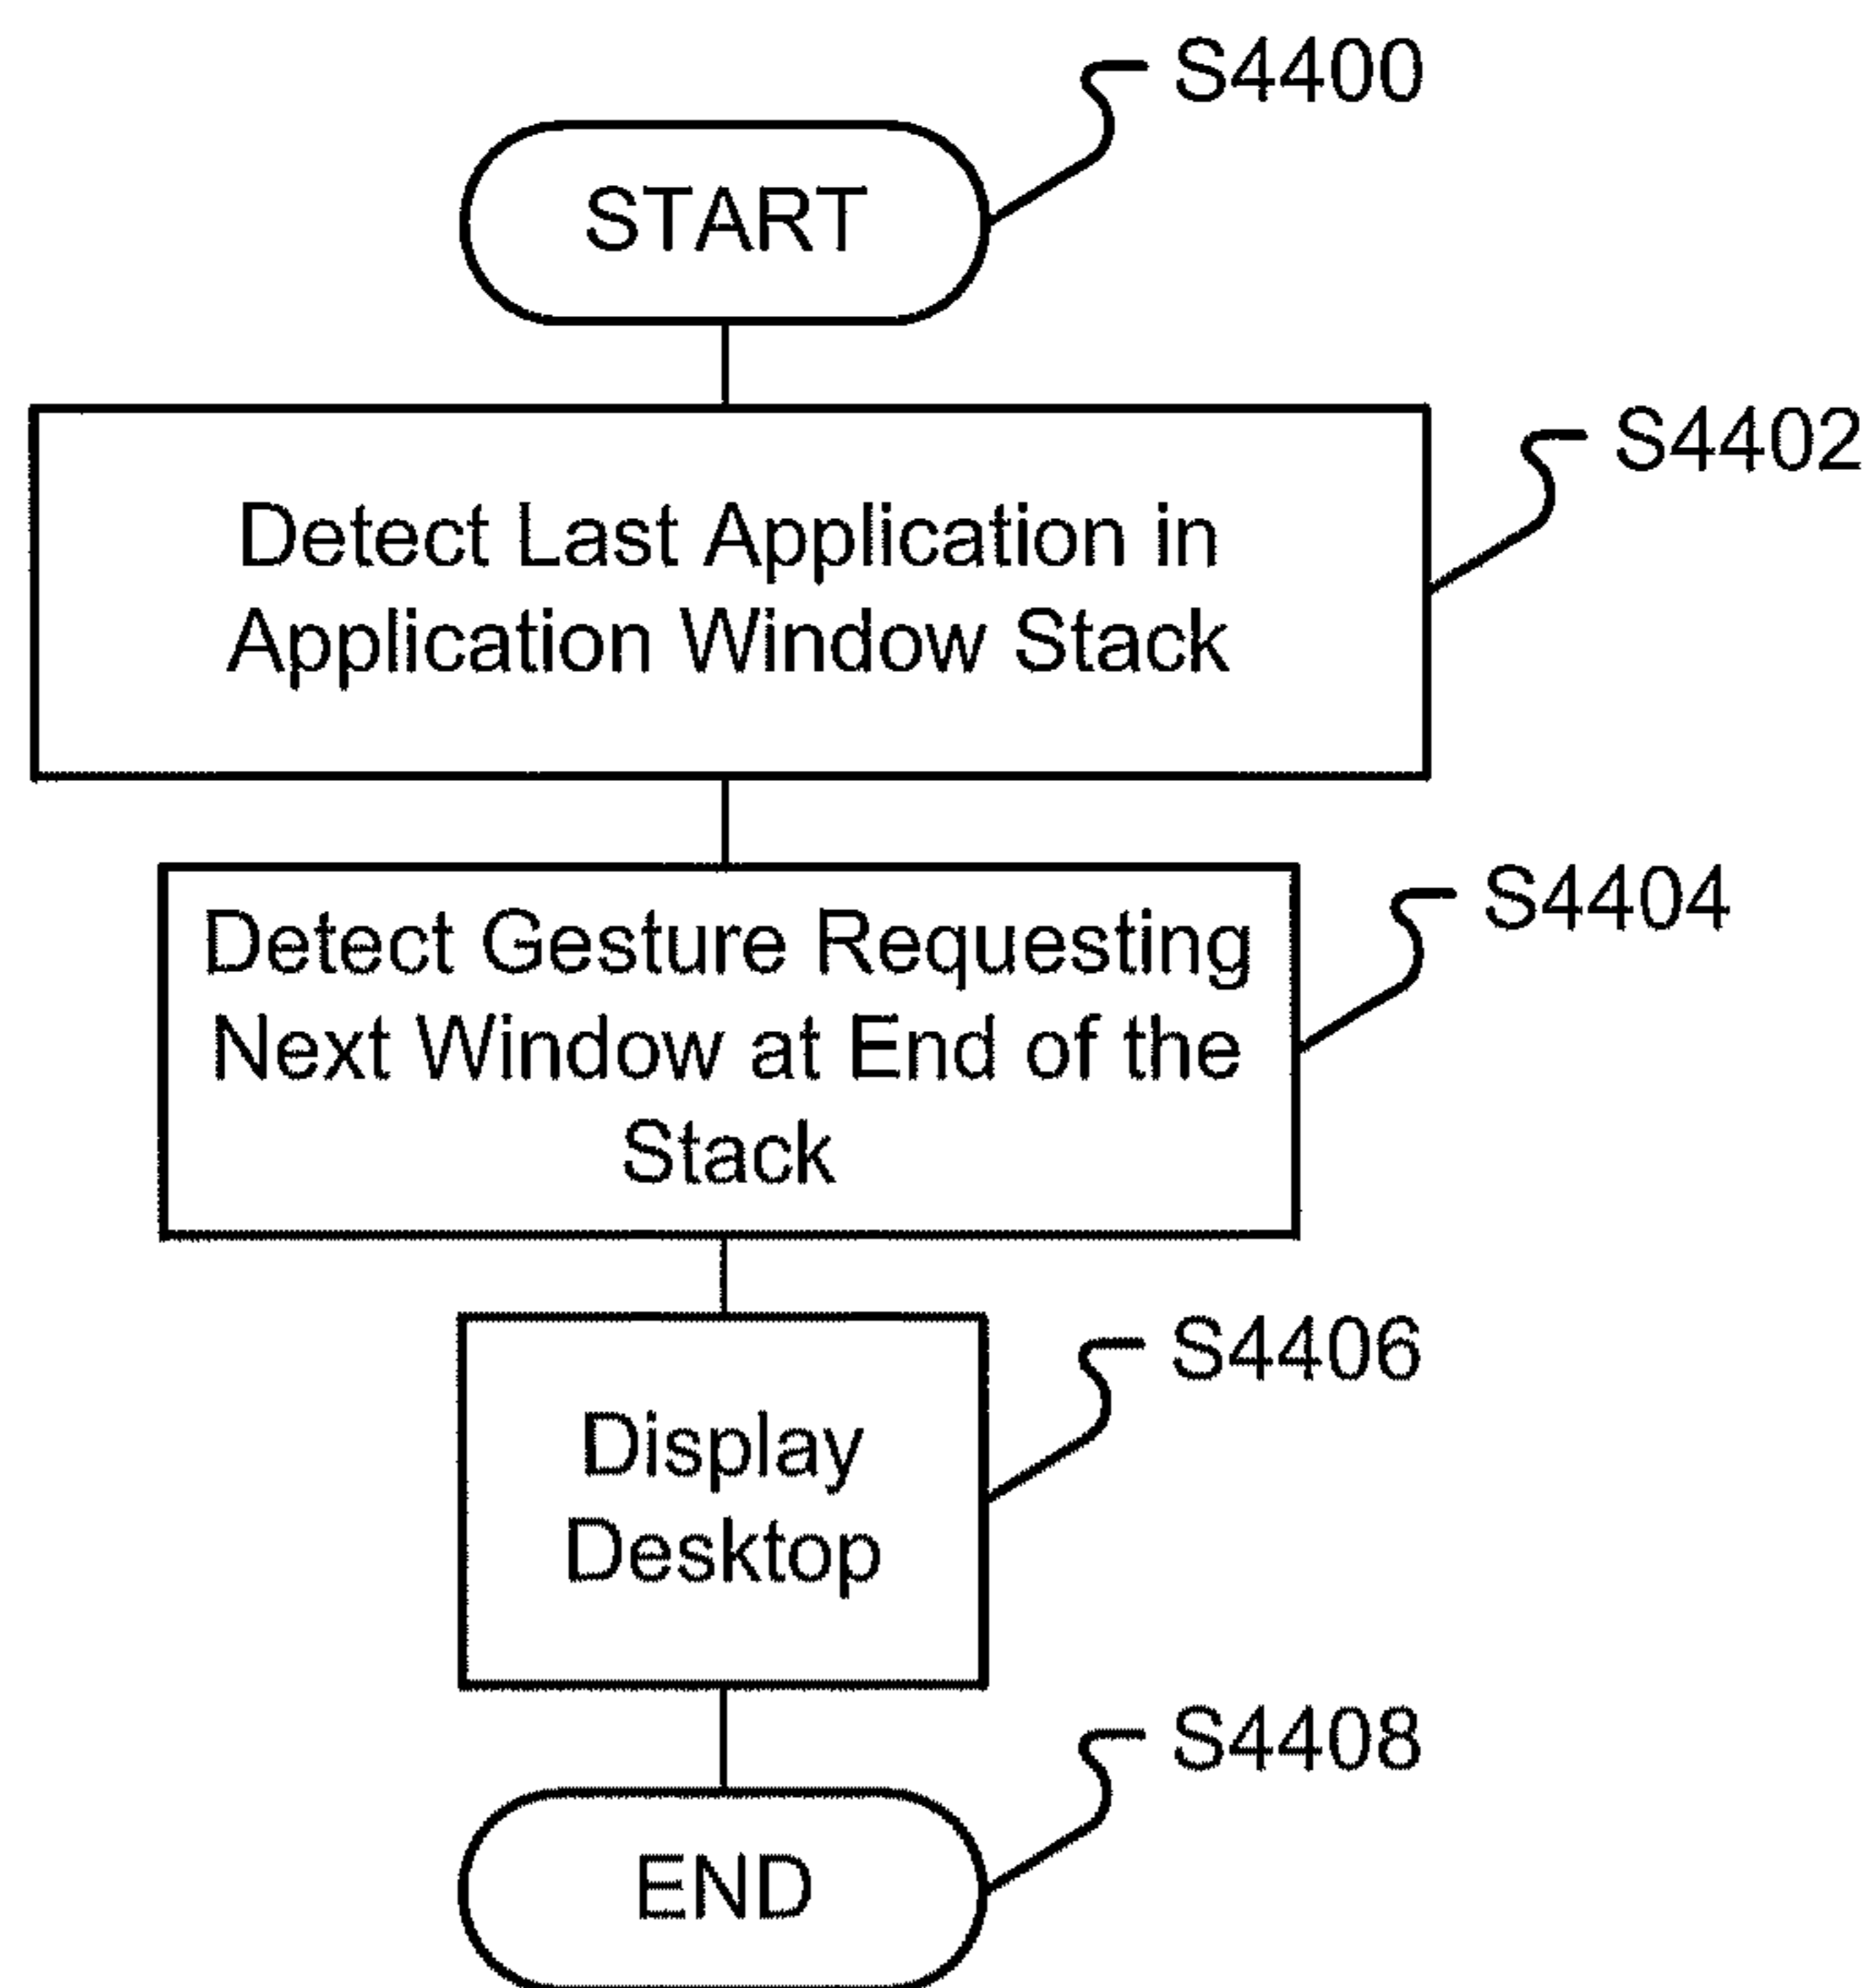 S4400
START
S4402
Detect Last Application in
Application Window Stack
S4404
Detect Gesture Requesting
Next Window at End of the
Stack
S4406
Display
Desktop
S4408
END